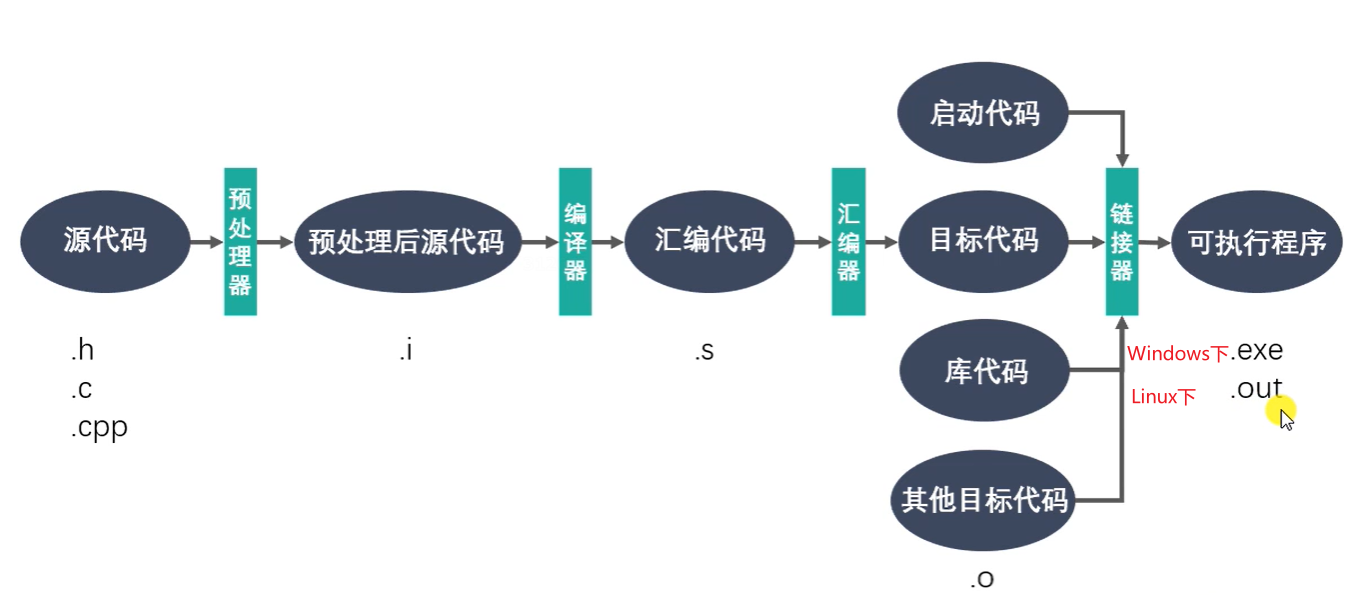 启动代码
源代码
预处理器
预处理后源代码
编译器
汇编代码
汇编器
目标代码
链接器
可执行程序
.h
.c
.cpp
.i
.s
库代码
Windows下.exe
Linux下 .out
其他目标代码
.o